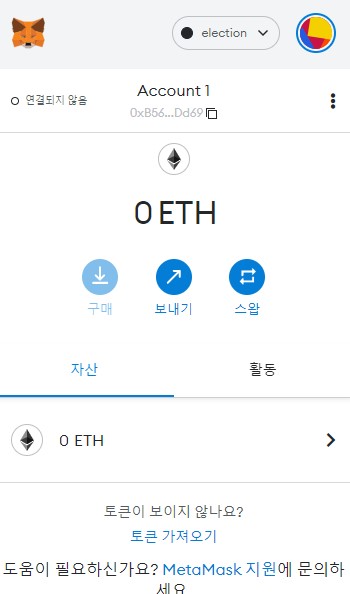 election
연결되지 않음
Account 1
0xB56...Dd69
0 ETH
구매
보내기
스왑
자산
활동
0 ETH
토큰이 보이지 않나요?
토큰 가져오기
도움이 필요하신가요? MetaMask 지원에 문의하
세요